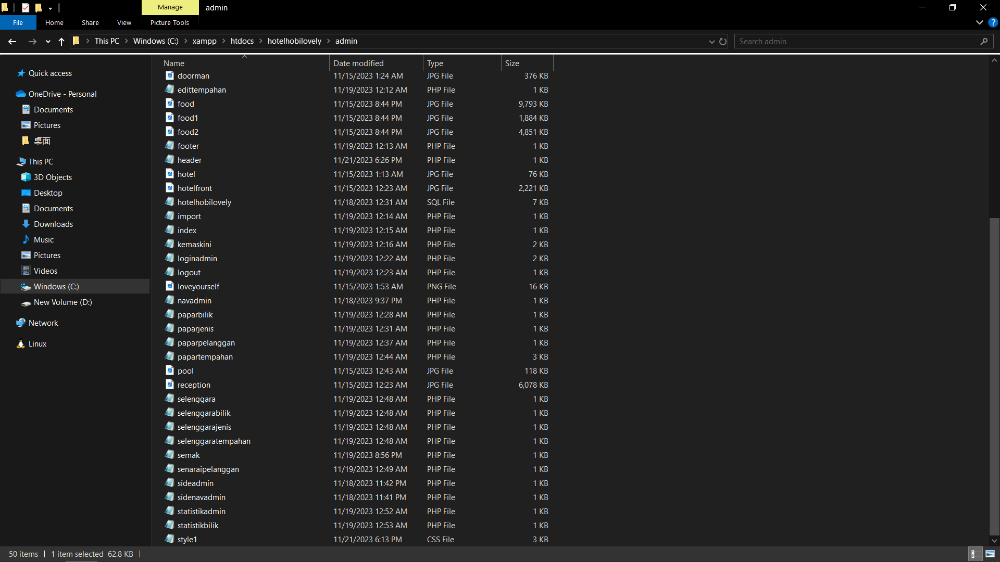 Manage
admin
File
Home
Share
View
Picture Tools
This PC
Windows (C:)
xampp
htdocs
hotelhobilovely
admin
Search admin
Quick access
OneDrive - Personal
Documents
Pictures
桌面
This PC
3D Objects
Desktop
Documents
Downloads
Music
Pictures
Videos
Windows (C:)
New Volume (D:)
Network
Linux
Name Date modified Type Size
doorman 11/15/2023 1:24 AM JPG File 376 KB
edittempahan 11/19/2023 12:12 AM PHP File 1 KB
food 11/15/2023 8:44 PM JPG File 9,793 KB
food1 11/15/2023 8:44 PM JPG File 1,884 KB
food2 11/15/2023 8:44 PM JPG File 4,851 KB
footer 11/19/2023 12:13 AM PHP File 1 KB
header 11/21/2023 6:26 PM PHP File 1 KB
hotel 11/15/2023 1:13 AM JPG File 76 KB
hotelfront 11/15/2023 12:23 AM JPG File 2,221 KB
hotelhobilovely 11/18/2023 12:31 AM SQL File 7 KB
import 11/19/2023 12:14 AM PHP File 1 KB
index 11/19/2023 12:15 AM PHP File 1 KB
kemaskini 11/19/2023 12:16 AM PHP File 2 KB
loginadmin 11/19/2023 12:22 AM PHP File 2 KB
logout 11/19/2023 12:23 AM PHP File 1 KB
loveyourself 11/15/2023 1:53 AM PNG File 16 KB
navadmin 11/18/2023 9:37 PM PHP File 1 KB
paparbilik 11/19/2023 12:28 AM PHP File 1 KB
paparjenis 11/19/2023 12:31 AM PHP File 1 KB
paparpelanggan 11/19/2023 12:37 AM PHP File 1 KB
papartempahan 11/19/2023 12:44 AM PHP File 3 KB
pool 11/15/2023 12:43 AM JPG File 118 KB
reception 11/15/2023 12:23 AM JPG File 6,078 KB
selenggara 11/19/2023 12:48 AM PHP File 1 KB
selenggarabilik 11/19/2023 12:48 AM PHP File 1 KB
selenggarajenis 11/19/2023 12:48 AM PHP File 1 KB
selenggaratempahan 11/19/2023 12:48 AM PHP File 1 KB
semak 11/19/2023 8:56 PM PHP File 1 KB
senaraipelanggan 11/19/2023 12:49 AM PHP File 1 KB
sideadmin 11/18/2023 11:42 PM PHP File 1 KB
sidenavadmin 11/18/2023 11:41 PM PHP File 1 KB
statistikadmin 11/19/2023 12:52 AM PHP File 1 KB
statistikbilik 11/19/2023 12:53 AM PHP File 1 KB
style1 11/21/2023 6:13 PM CSS File 3 KB
50 items 1 item selected 62.8 KB